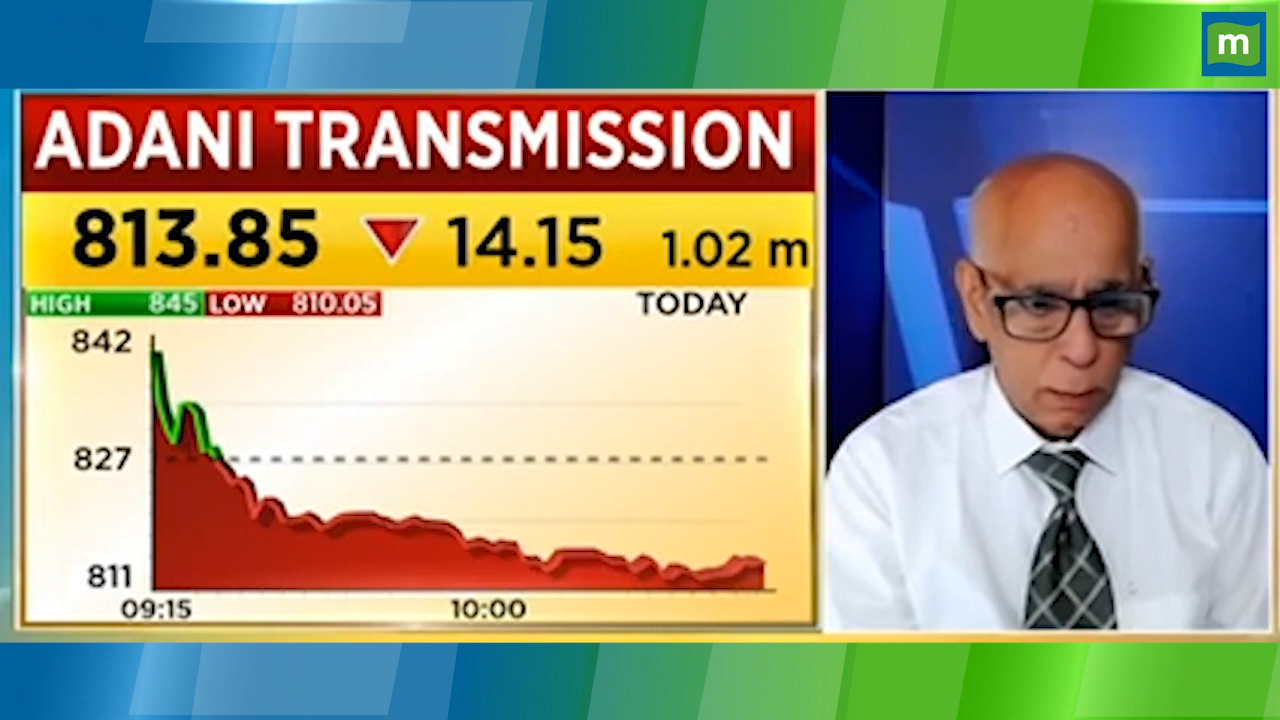 m
ADANI TRANSMISSION
813.85 ▼ 14.15 1.02 m
HIGH 845 LOW 810.05 TODAY
842
827
811
09:15 10:00